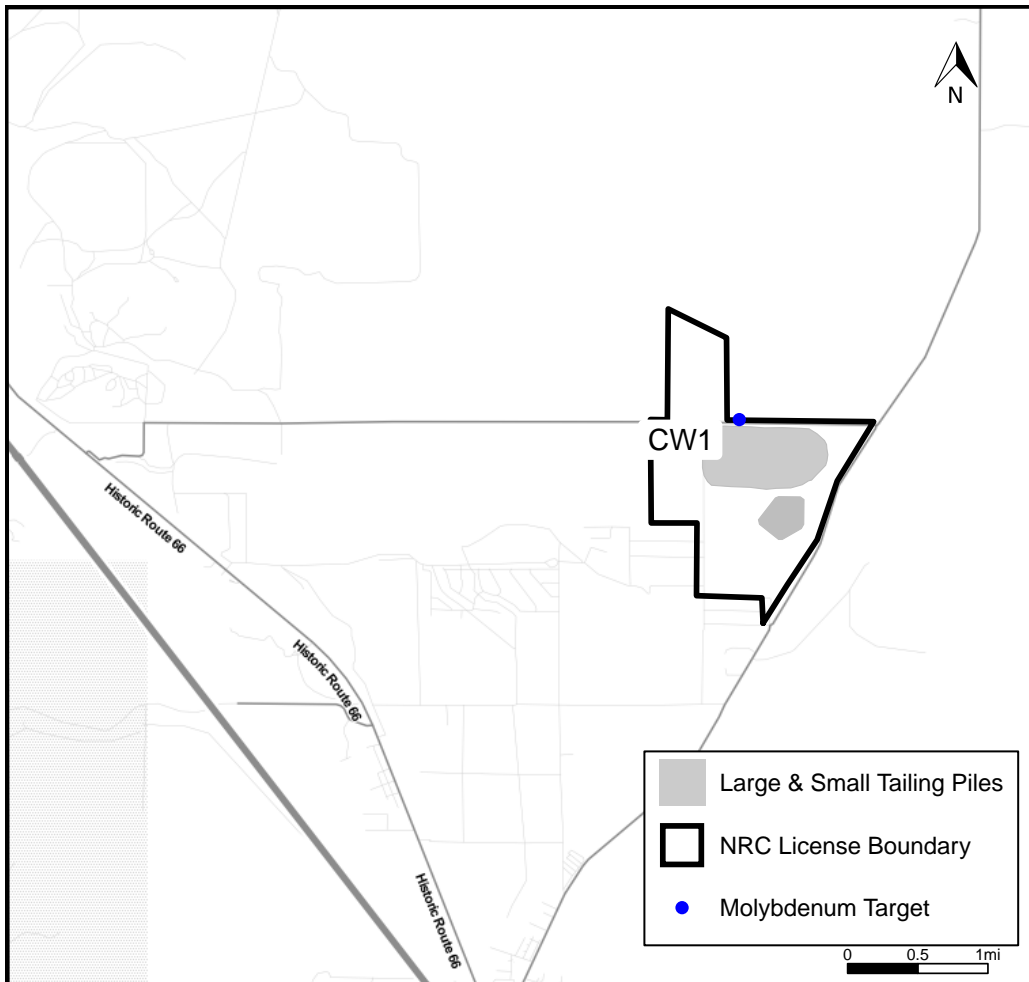 N
CW1
Historic Route 66
Historic Route 66
Historic Route 66
Large & Small Tailing Piles
NRC License Boundary
Molybdenum Target
0 0.5 1mi